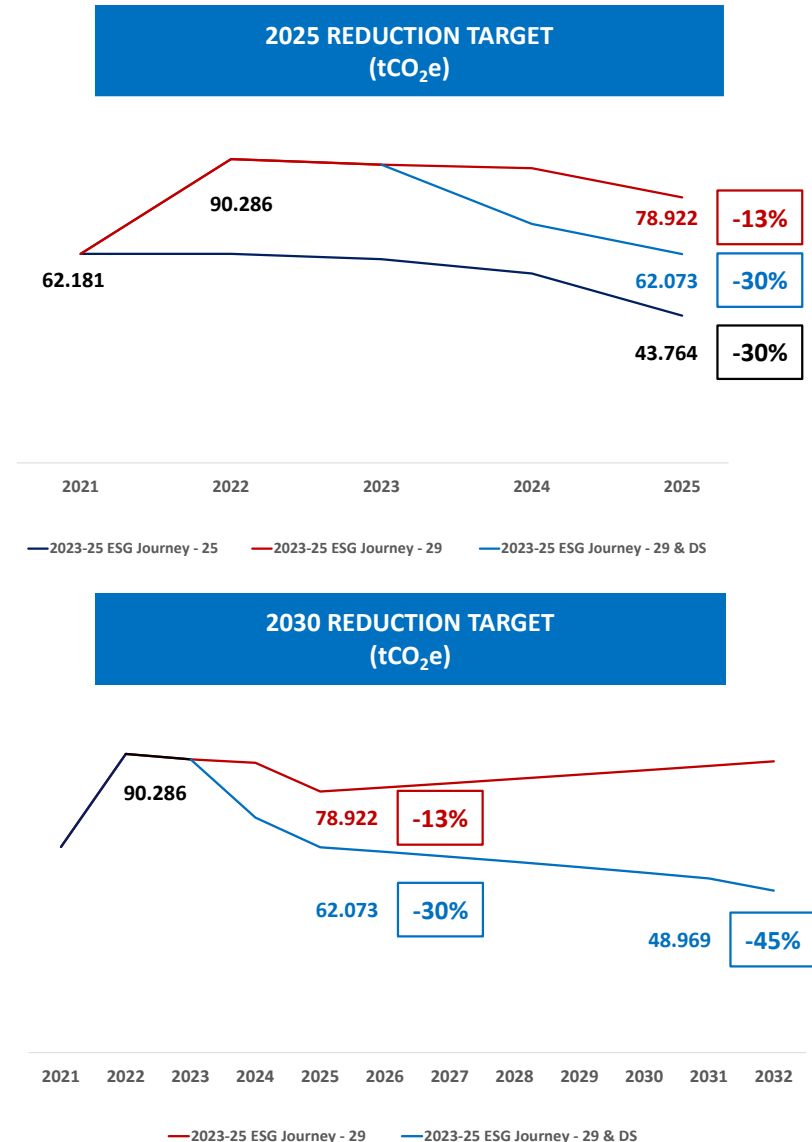 2025 REDUCTION TARGET
(tCO₂e)
90.286
78.922 -13%
62.181
62.073 -30%
43.764 -30%
2021 2022 2023 2024 2025
2023-25 ESG Journey - 25 2023-25 ESG Journey - 29 2023-25 ESG Journey - 29 & DS
2030 REDUCTION TARGET
(tCO₂e)
90.286
78.922 -13%
62.073 -30%
48.969 -45%
2021 2022 2023 2024 2025 2026 2027 2028 2029 2030 2031 2032
2023-25 ESG Journey - 29 2023-25 ESG Journey - 29 & DS